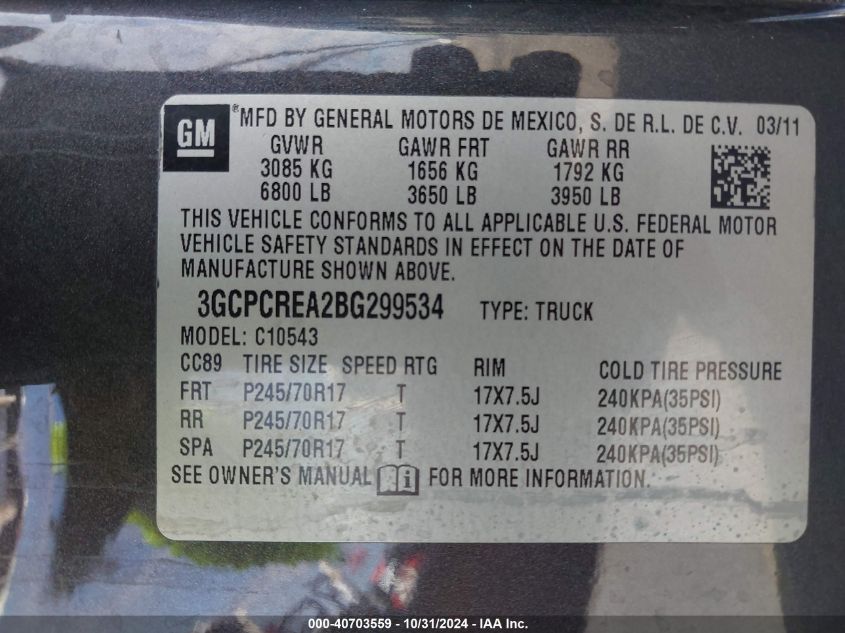 GM ® MFD BY GENERAL MOTORS DE MEXICO, S. DE R.L. DE C.V. 03/11
GVWR GAWR FRT GAWR RR
3085 KG 1656 KG 1792 KG
6800 LB 3650 LB 3950 LB
THIS VEHICLE CONFORMS TO ALL APPLICABLE U.S. FEDERAL MOTOR
VEHICLE SAFETY STANDARDS IN EFFECT ON THE DATE OF
MANUFACTURE SHOWN ABOVE.
3GCPCREA2BG299534 TYPE: TRUCK
MODEL: C10543
CC89 TIRE SIZE SPEED RTG RIM COLD TIRE PRESSURE
FRT P245/70R17 T 17X7.5J 240KPA(35PSI)
RR P245/70R17 T 17X7.5J 240KPA(35PSI)
SPA P245/70R17 T 17X7.5J 240KPA(35PSI)
SEE OWNER'S MANUAL i FOR MORE INFORMATION.
000-40703559 - 10/31/2024 - IAA Inc.